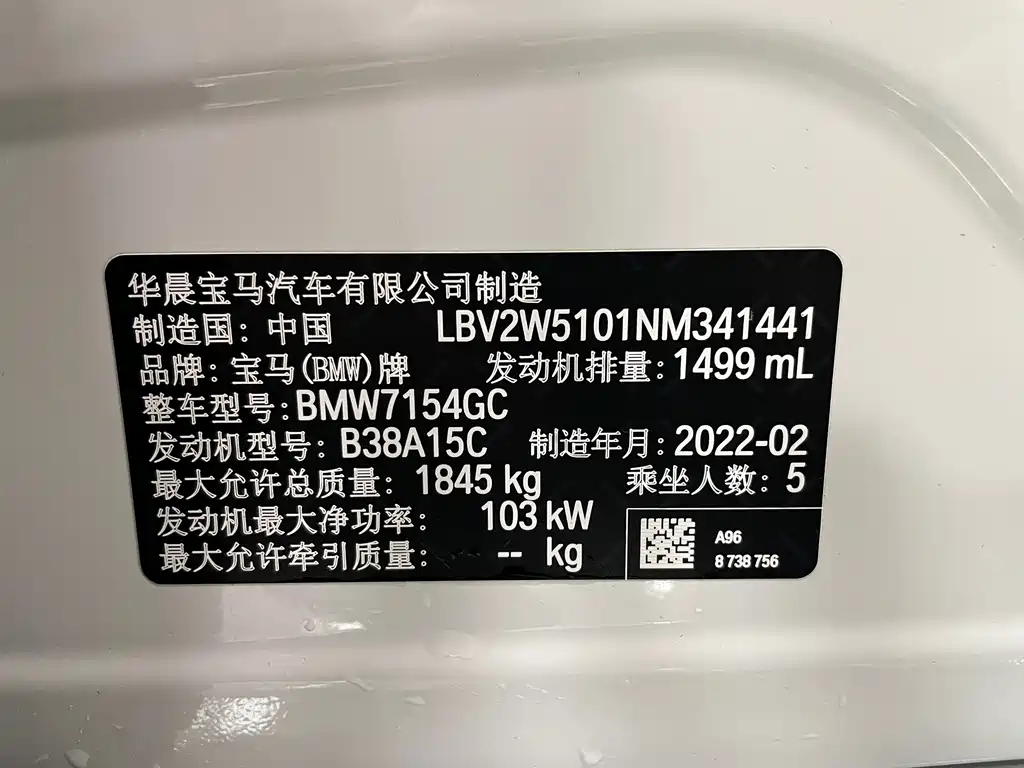 华晨宝马汽车有限公司制造
制造国：中国 LBV2W5101NM341441
品牌：宝马(BMW)牌 发动机排量：1499 mL
整车型号：BMW7154GC
发动机型号：B38A15C 制造年月：2022-02
最大允许总质量：1845 kg 乘坐人数：5
发动机最大净功率：103 kW
最大允许牵引质量：-- kg
A96
8 738 756